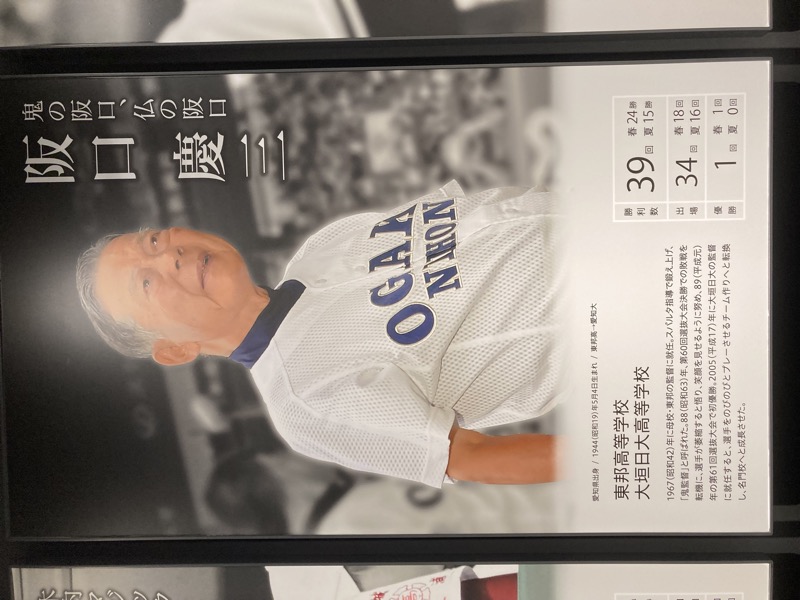 木内マジック
鬼の阪口、仏の阪口
阪口 慶三
OGAK
NIHON
愛知県出身 / 1944(昭和19)年5月4日生まれ / 東邦高→愛知大
東邦高等学校
大垣日大高等学校
1967(昭和42)年に母校・東邦の監督に就任。スパルタ指導で鍛え上げ、
「鬼監督」と呼ばれた。88(昭和63)年、第60回選抜大会決勝での敗戦を
転機に、選手が萎縮すると悟り、笑顔を見せるように努め、89(平成元)
年の第61回選抜大会で初優勝。2005(平成17)年に大垣日大の監督
に就任すると、選手をのびのびとプレーさせるチーム作りへと転換
し、名門校へと成長させた。
勝利数 39回 春 24勝 夏 15勝
出場 34回 春 18回 夏 16回
優勝 1回 春 1回 夏 0回